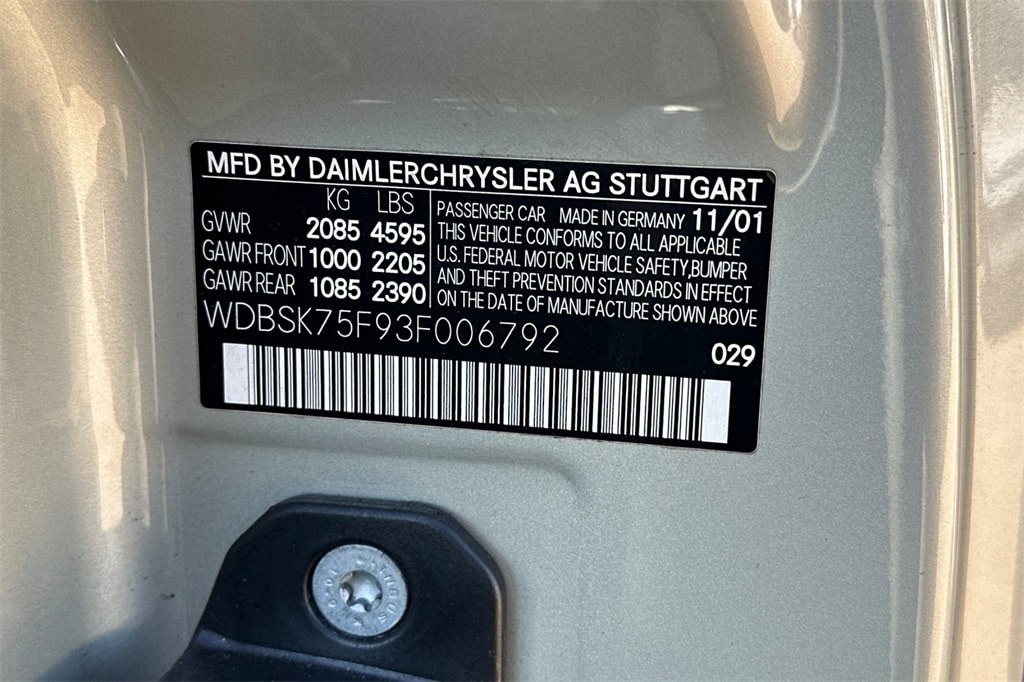 MFD BY DAIMLERCHRYSLER AG STUTTGART
KG LBS
GVWR 2085 4595
GAWR FRONT 1000 2205
GAWR REAR 1085 2390
PASSENGER CAR MADE IN GERMANY 11/01
THIS VEHICLE CONFORMS TO ALL APPLICABLE
U.S. FEDERAL MOTOR VEHICLE SAFETY,BUMPER
AND THEFT PREVENTION STANDARDS IN EFFECT
ON THE DATE OF MANUFACTURE SHOWN ABOVE
WDBSK75F93F006792
029